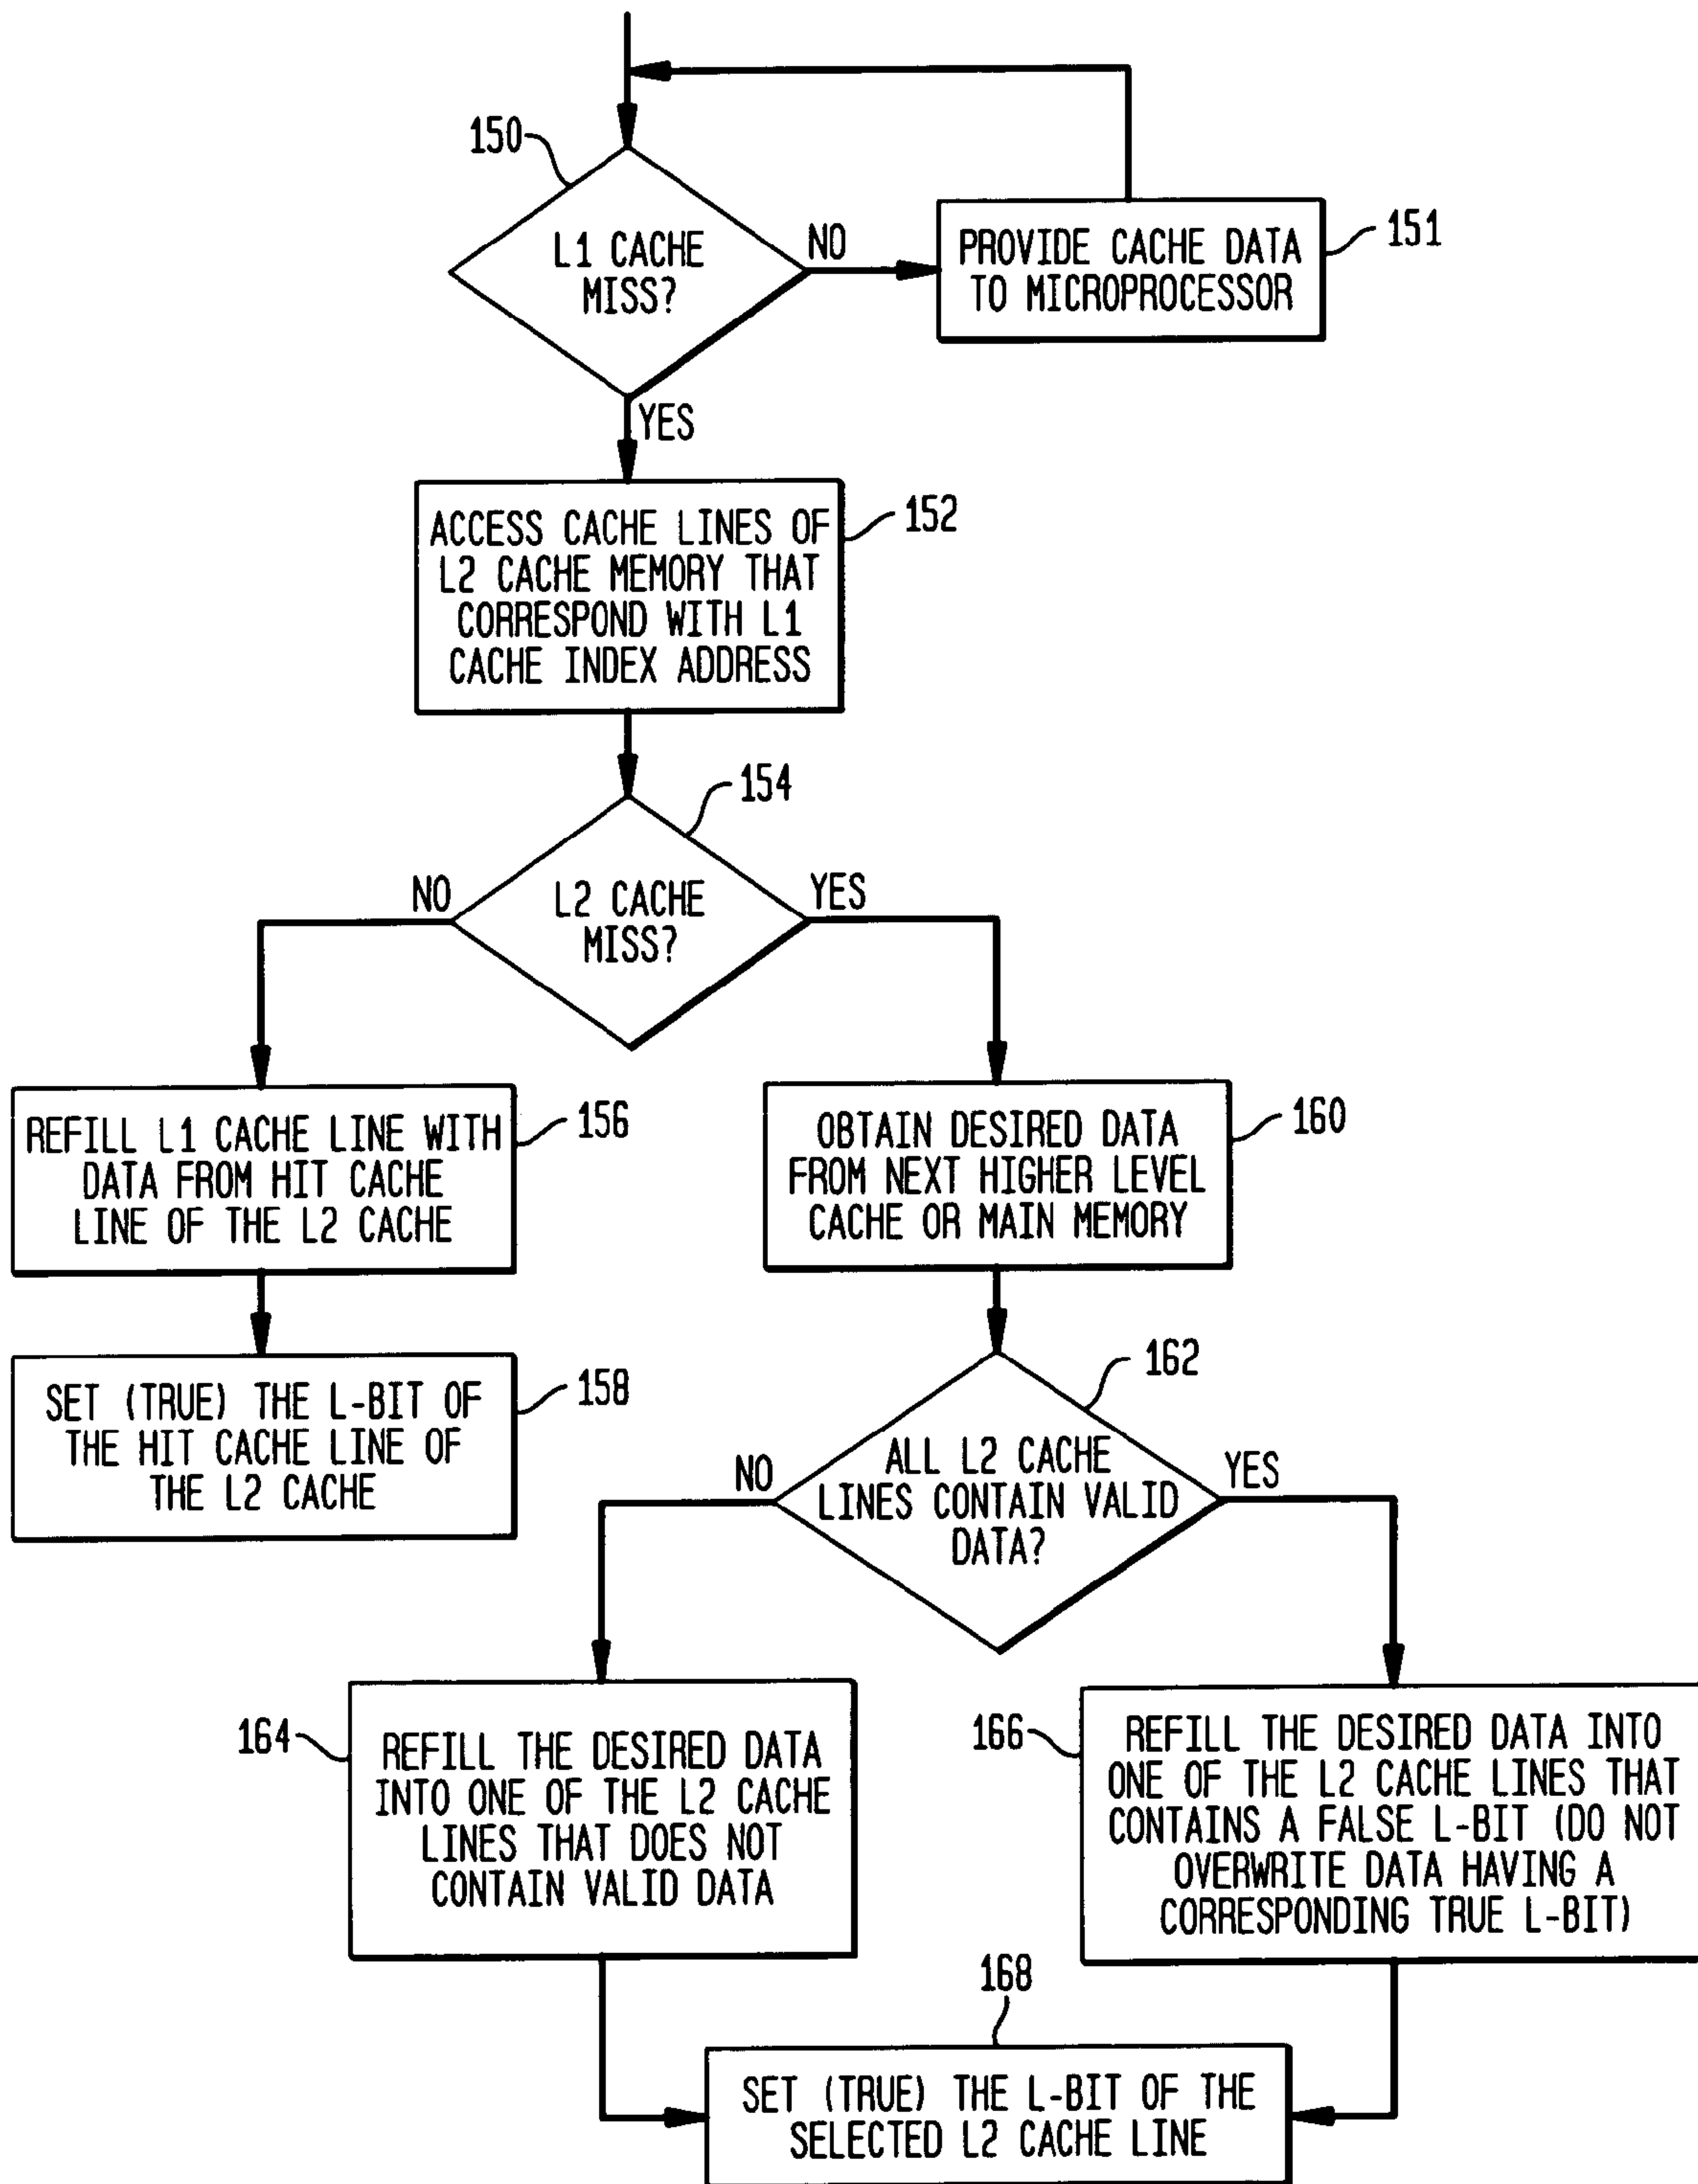 150
L1 CACHE
MISS?
NO
PROVIDE CACHE DATA
TO MICROPROCESSOR
151
YES
ACCESS CACHE LINES OF
L2 CACHE MEMORY THAT
CORRESPOND WITH L1
CACHE INDEX ADDRESS
152
154
NO
L2 CACHE
MISS?
YES
REFILL L1 CACHE LINE WITH
DATA FROM HIT CACHE
LINE OF THE L2 CACHE
156
OBTAIN DESIRED DATA
FROM NEXT HIGHER LEVEL
CACHE OR MAIN MEMORY
160
SET (TRUE) THE L-BIT OF
THE HIT CACHE LINE OF
THE L2 CACHE
158
162
NO
ALL L2 CACHE
LINES CONTAIN VALID
DATA?
YES
164
REFILL THE DESIRED DATA
INTO ONE OF THE L2 CACHE
LINES THAT DOES NOT
CONTAIN VALID DATA
166
REFILL THE DESIRED DATA INTO
ONE OF THE L2 CACHE LINES THAT
CONTAINS A FALSE L-BIT (DO NOT
OVERWRITE DATA HAVING A
CORRESPONDING TRUE L-BIT)
168
SET (TRUE) THE L-BIT OF THE
SELECTED L2 CACHE LINE